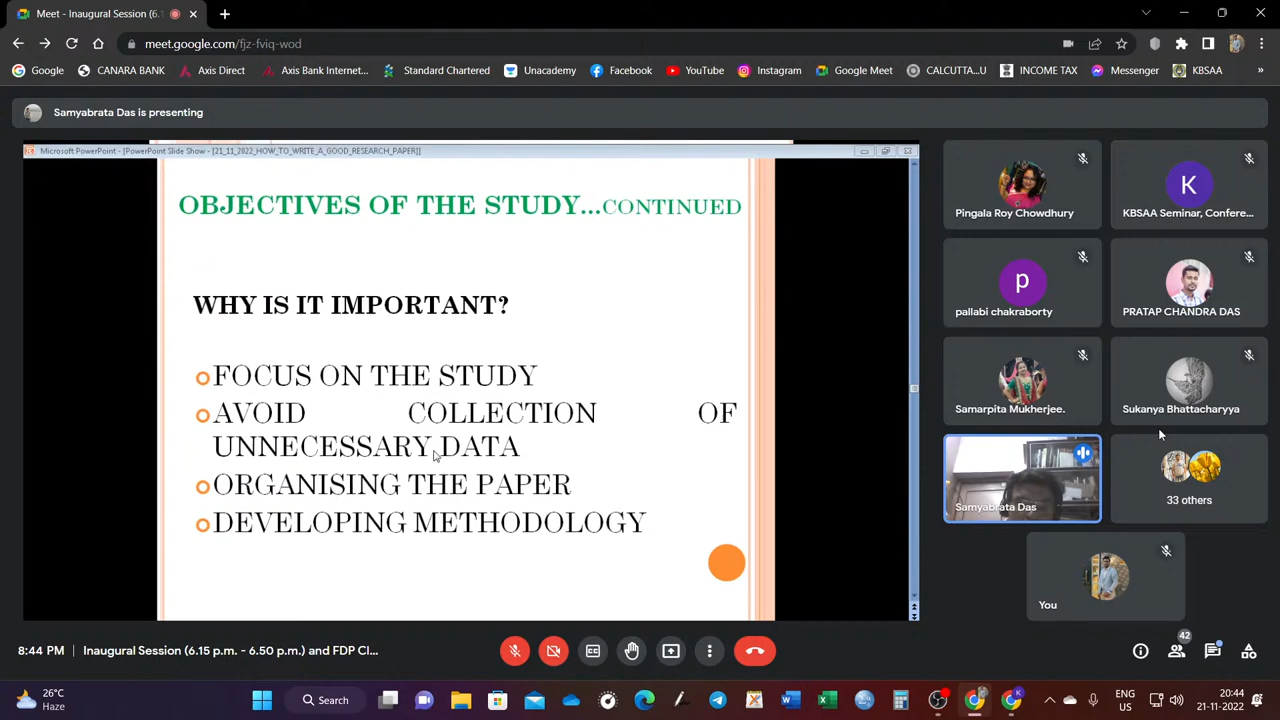 Meet - Inaugural Session (6.1
meet.google.com/fjz-fviq-wod
Google
CANARA BANK
Axis Direct
Axis Bank Internet...
Standard Chartered
Unacademy
Facebook
YouTube
Instagram
Google Meet
CALCUTTA...U
INCOME TAX
Messenger
KBSAA
»
Samyabrata Das is presenting
Microsoft PowerPoint - [PowerPoint Slide Show - [21_11_2022_HOW_TO_WRITE_A_GOOD_RESEARCH_PAPER]]
OBJECTIVES OF THE STUDY...CONTINUED
WHY IS IT IMPORTANT?
FOCUS ON THE STUDY
AVOID COLLECTION OF
UNNECESSARY DATA
ORGANISING THE PAPER
DEVELOPING METHODOLOGY
Pingala Roy Chowdhury
K
KBSAA Seminar, Confere...
p
pallabi chakraborty
PRATAP CHANDRA DAS
Samarpita Mukherjee.
Sukanya Bhattacharyya
Samyabrata Das
33 others
You
8:44 PM | Inaugural Session (6.15 p.m. - 6.50 p.m.) and FDP Cl...
42
26°C
Haze
Search
ENG
US
20:44
21-11-2022